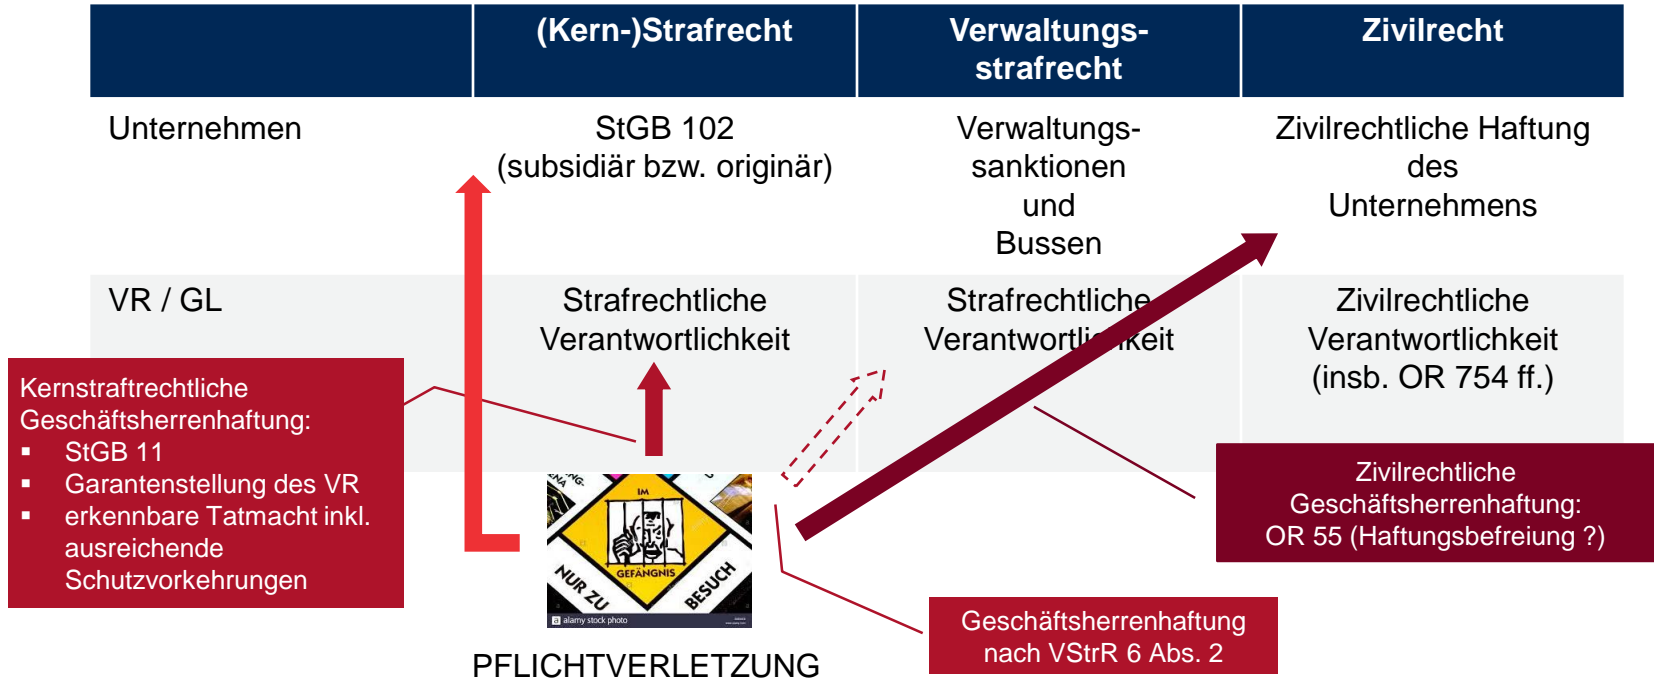 (Kern-)Strafrecht
Verwaltungs-
strafrecht
Zivilrecht
Unternehmen
StGB 102
(subsidiär bzw. originär)
Verwaltungs-
sanktionen
und
Bussen
Zivilrechtliche Haftung
des
Unternehmens
VR / GL
Strafrechtliche
Verantwortlichkeit
Strafrechtliche
Verantwortlichkeit
Zivilrechtliche
Verantwortlichkeit
(insb. OR 754 ff.)
Kernstraftrechtliche
Geschäftsherrenhaftung:
▪ StGB 11
▪ Garantenstellung des VR
▪ erkennbare Tatmacht inkl.
ausreichende
Schutzvorkehrungen
Zivilrechtliche
Geschäftsherrenhaftung:
OR 55 (Haftungsbefreiung ?)
IM
GEFÄNGNIS
NUR ZU
BESUCH
a alamy stock photo
Geschäftsherrenhaftung
nach VStrR 6 Abs. 2
PFLICHTVERLETZUNG